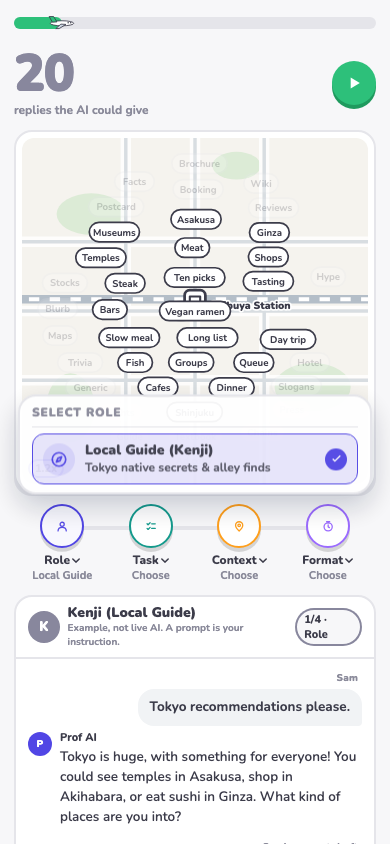 20
replies the AI could give
Brochure
Facts
Booking
Wiki
Postcard
Reviews
Asakusa
Museums
Ginza
Meat
Temples
Shops
Ten picks
Stocks
Steak
Tasting
Hype
buya Station
Blurb
Bars
Vegan ramen
Maps
Slow meal
Long list
Day trip
Trivia
Fish
Groups
Queue
Hotel
Generic
Cafes
Dinner
Slogans
SELECT ROLE
Shinjuku
Local Guide (Kenji)
Tokyo native secrets & alley finds
Role
Task
Context
Format
Local Guide
Choose
Choose
Choose
K
Kenji (Local Guide)
Example, not live AI. A prompt is your
instruction.
1/4 ·
Role
Sam
Tokyo recommendations please.
P
Prof AI
Tokyo is huge, with something for everyone! You
could see temples in Asakusa, shop in
Akihabara, or eat sushi in Ginza. What kind of
places are you into?